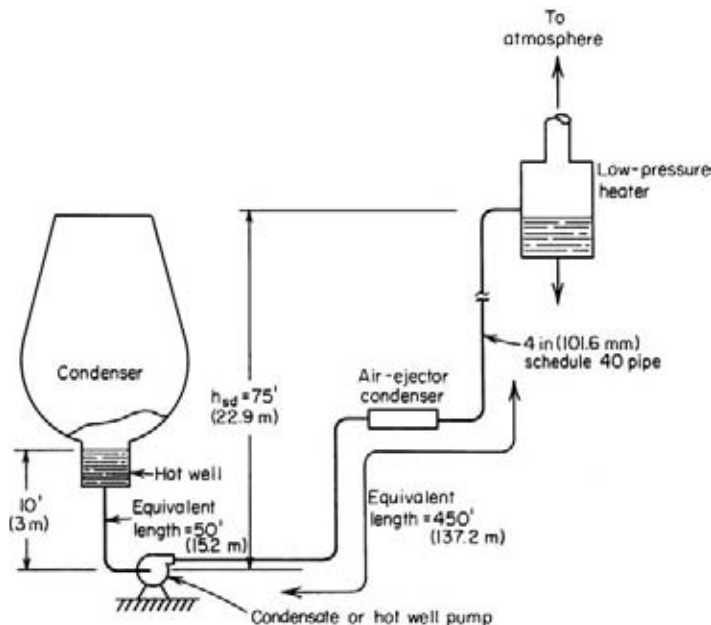 To
atmosphere
Low-pressure
heater
4 in (101.6 mm)
schedule 40 pipe
Condenser
h_sd = 75'
(22.9 m)
Air-ejector
condenser
Hot well
10'
(3 m)
Equivalent
length = 50'
(15.2 m)
Equivalent
length = 450'
(137.2 m)
Condensate or hot well pump